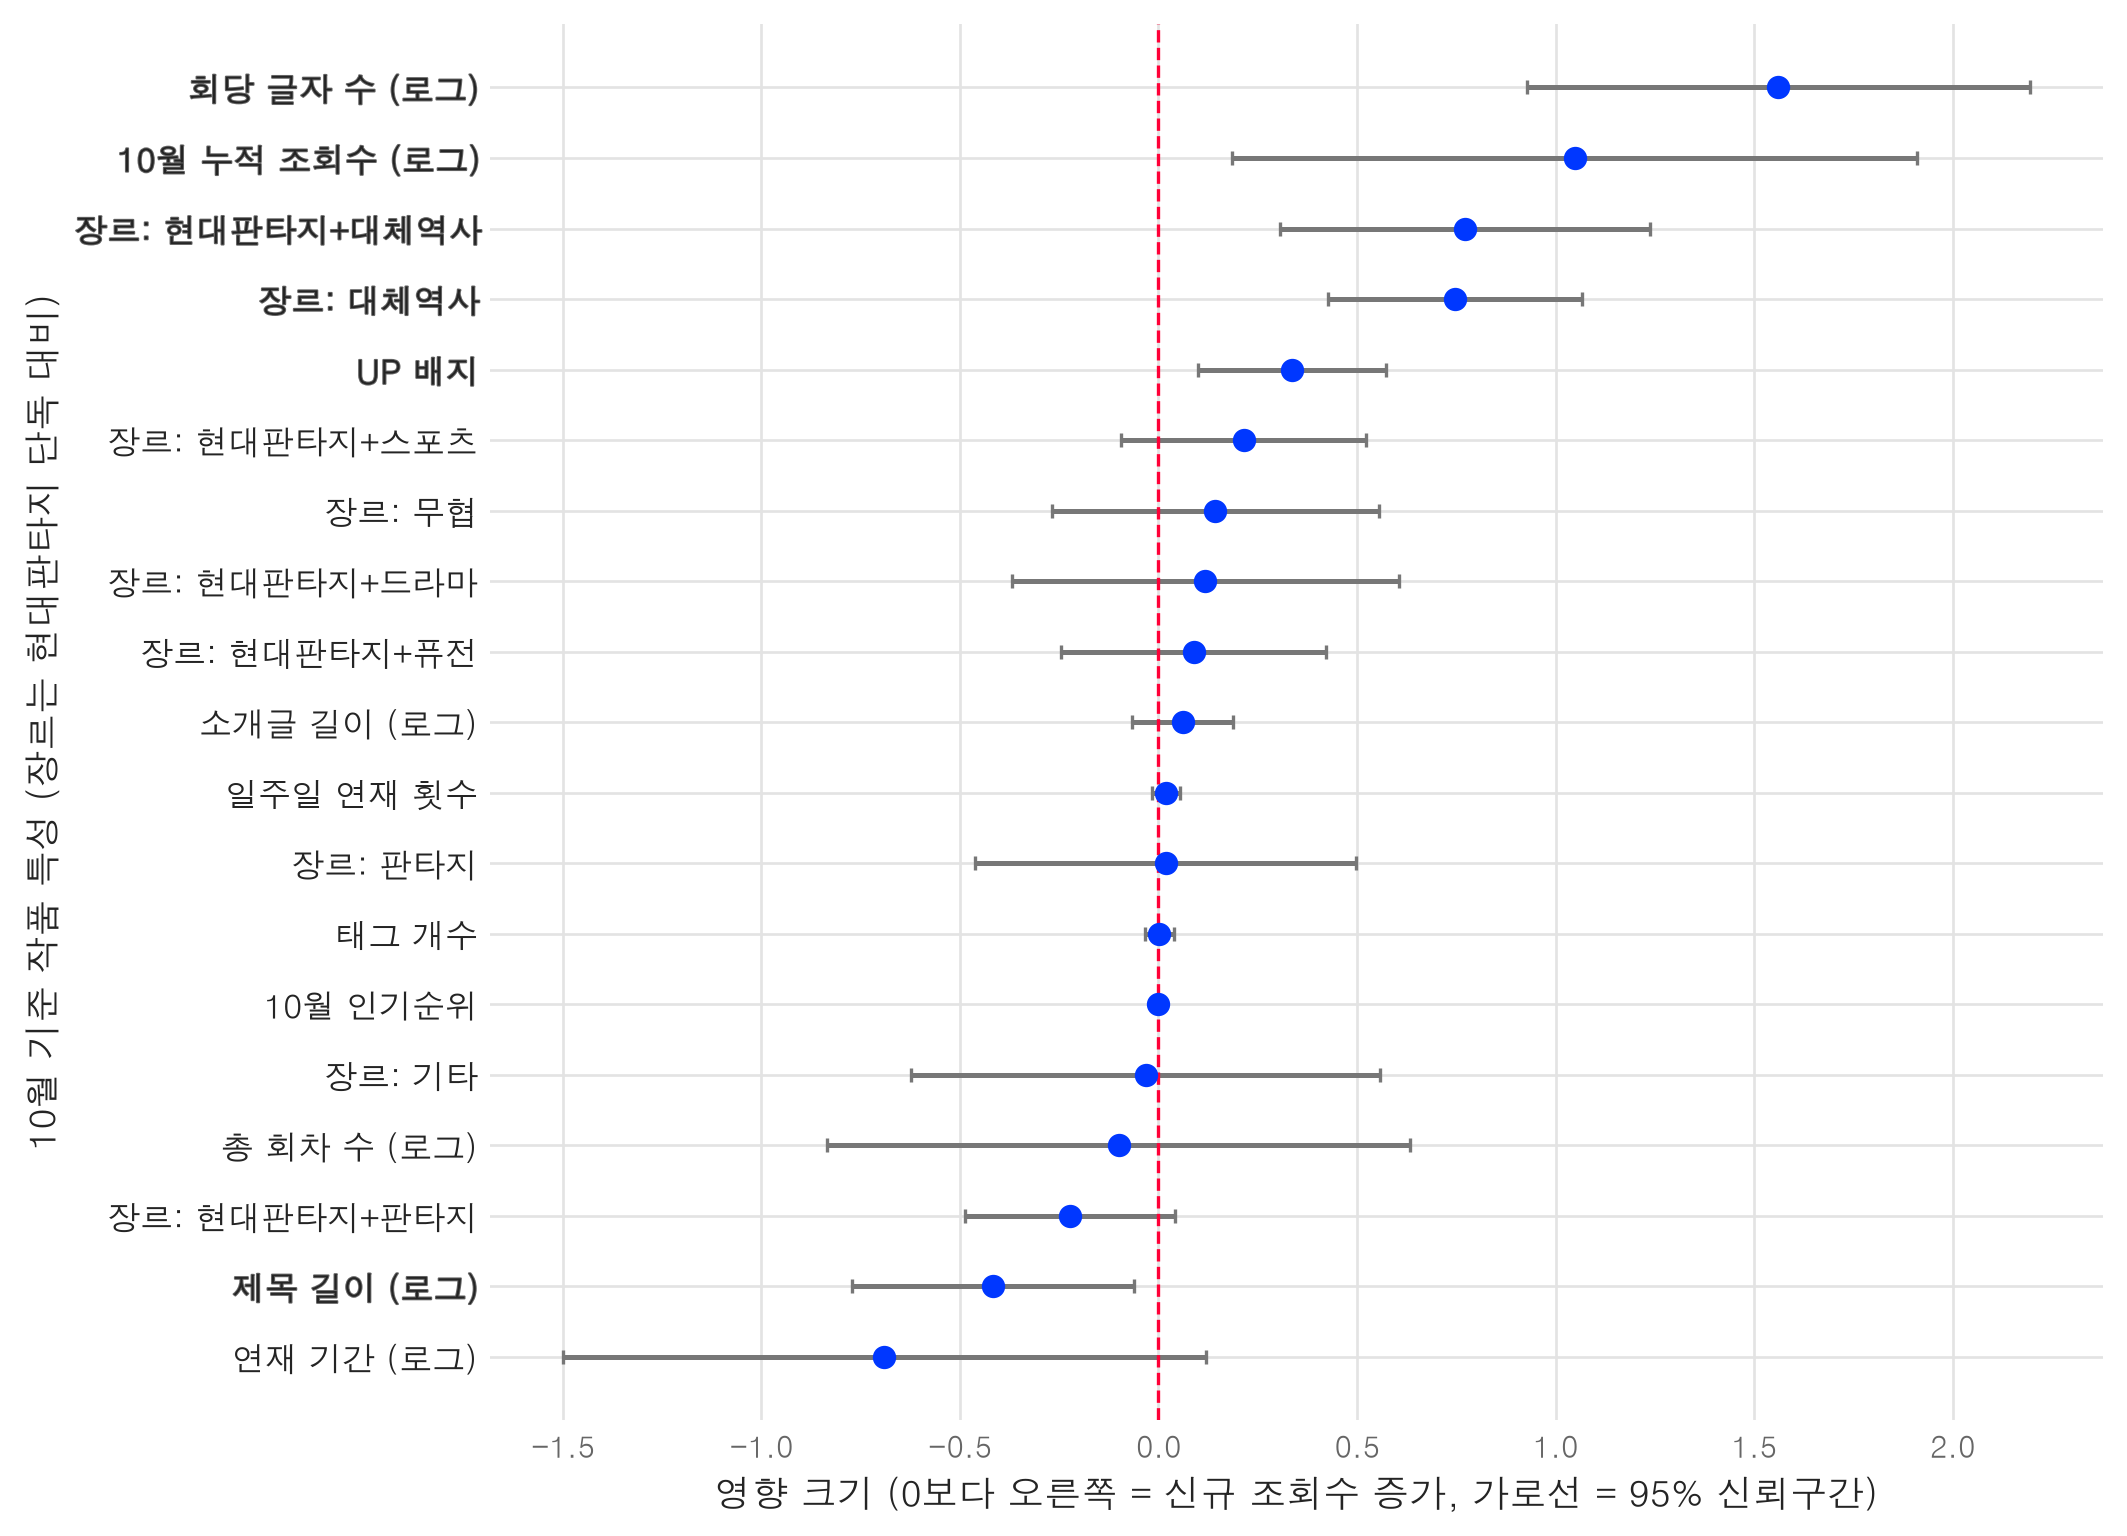 10월 기준 작품 특성 (장르는 현대판타지 단독 대비)
회당 글자 수 (로그)
10월 누적 조회수 (로그)
장르: 현대판타지+대체역사
장르: 대체역사
UP 배지
장르: 현대판타지+스포츠
장르: 무협
장르: 현대판타지+드라마
장르: 현대판타지+퓨전
소개글 길이 (로그)
일주일 연재 횟수
장르: 판타지
태그 개수
10월 인기순위
장르: 기타
총 회차 수 (로그)
장르: 현대판타지+판타지
제목 길이 (로그)
연재 기간 (로그)
−1.5 −1.0 −0.5 0.0 0.5 1.0 1.5 2.0
영향 크기 (0보다 오른쪽 = 신규 조회수 증가, 가로선 = 95% 신뢰구간)